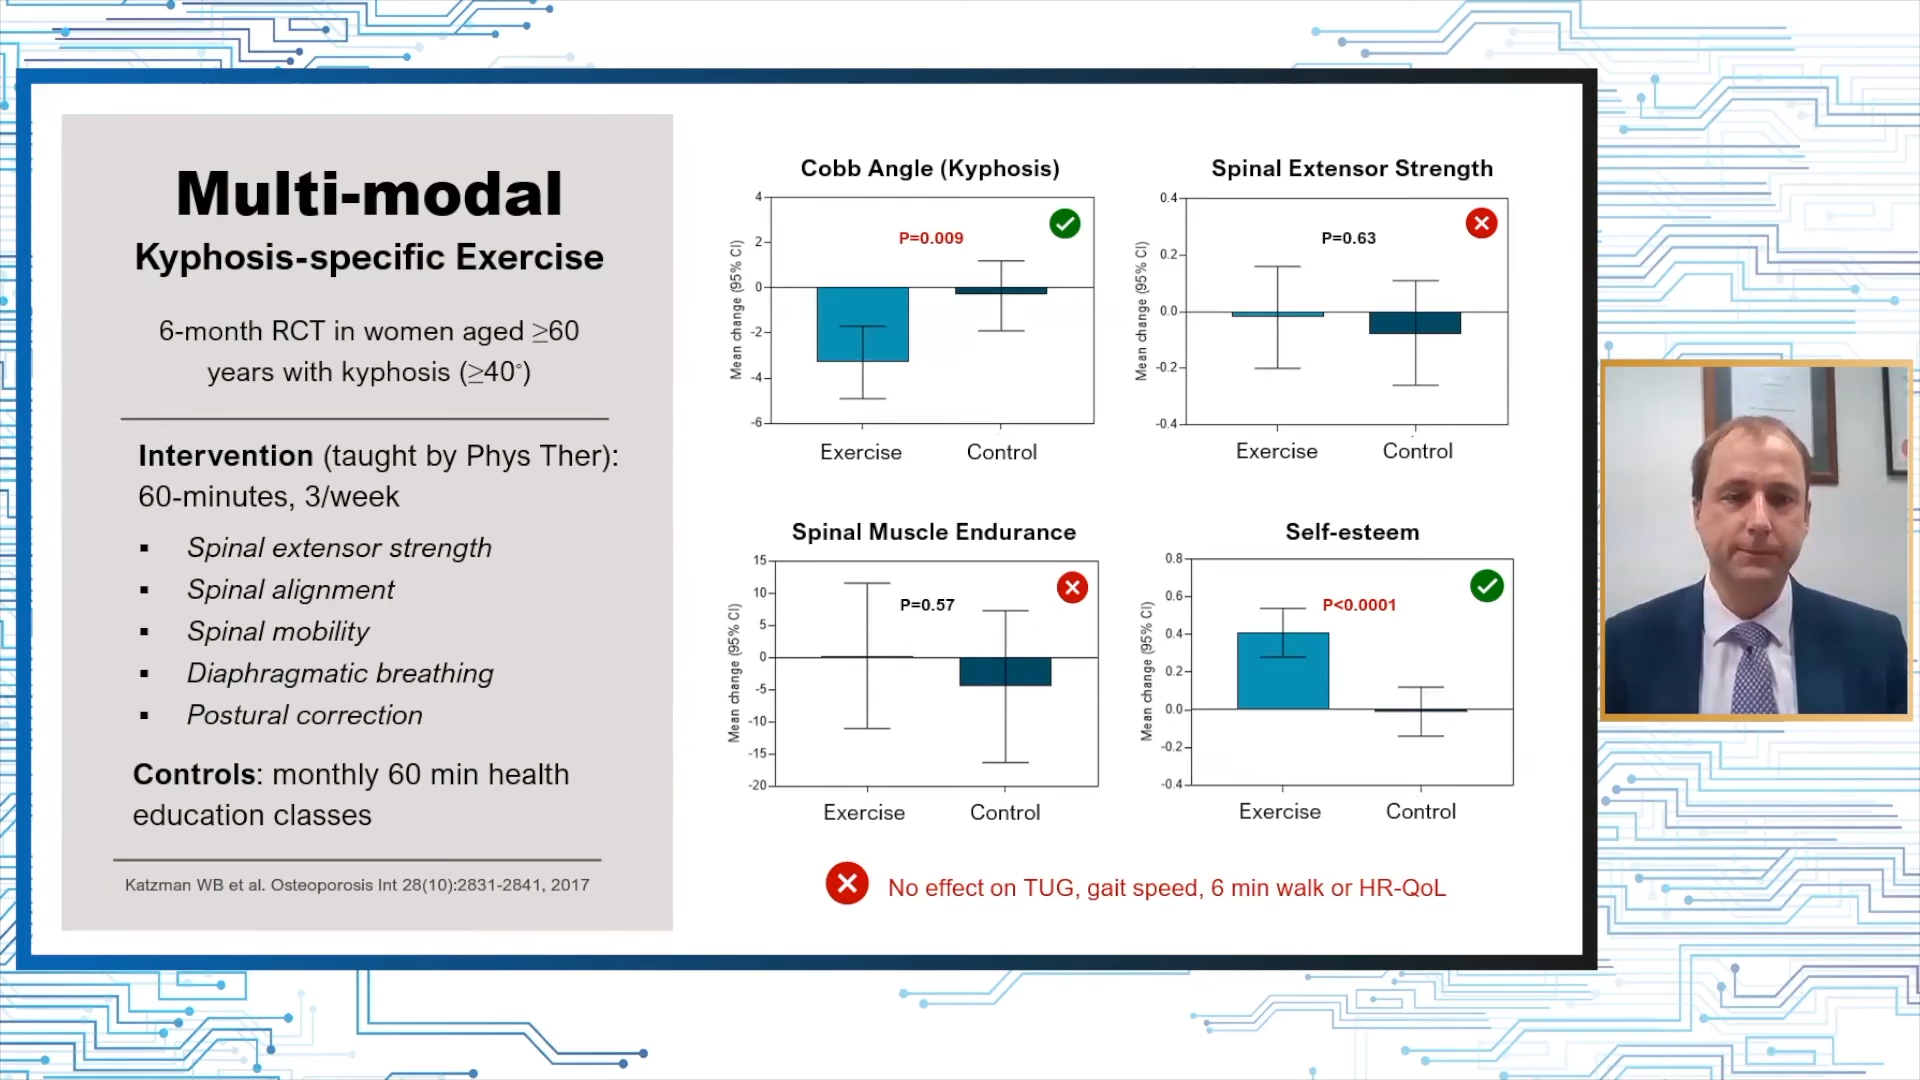 Multi-modal
Kyphosis-specific Exercise
6-month RCT in women aged ≥60
years with kyphosis (≥40°)
Intervention (taught by Phys Ther):
60-minutes, 3/week
▪ Spinal extensor strength
▪ Spinal alignment
▪ Spinal mobility
▪ Diaphragmatic breathing
▪ Postural correction
Controls: monthly 60 min health
education classes
Katzman WB et al. Osteoporos Int 28(10):2831-2841, 2017
Cobb Angle (Kyphosis)
Mean change (95% CI)
4
2
0
-2
-4
-6
P=0.009
Exercise Control
Spinal Extensor Strength
Mean change (95% CI)
0.4
0.2
0.0
-0.2
-0.4
P=0.63
Exercise Control
Spinal Muscle Endurance
Mean change (95% CI)
15
10
5
0
-5
-10
-15
-20
P=0.57
Exercise Control
Self-esteem
Mean change (95% CI)
0.8
0.6
0.4
0.2
0.0
-0.2
-0.4
P<0.0001
Exercise Control
No effect on TUG, gait speed, 6 min walk or HR-QoL